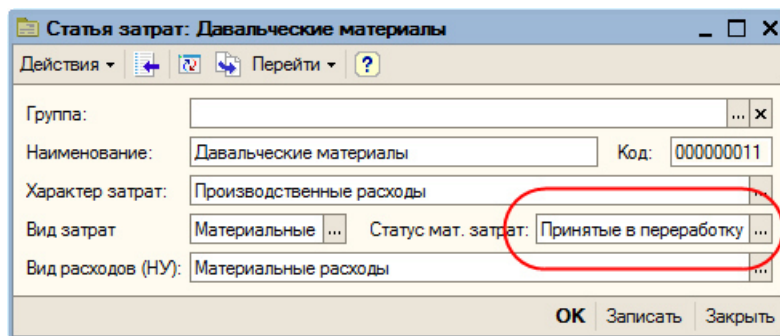 Статья затрат: Давальческие материалы
Действия Перейти ?
Группа: ...
Наименование: Давальческие материалы Код: 000000011
Характер затрат: Производственные расходы ...
Вид затрат Материальные ... Статус мат. затрат: Принятые в переработку ...
Вид расходов (НУ): Материальные расходы ...
OK Записать Закрыть